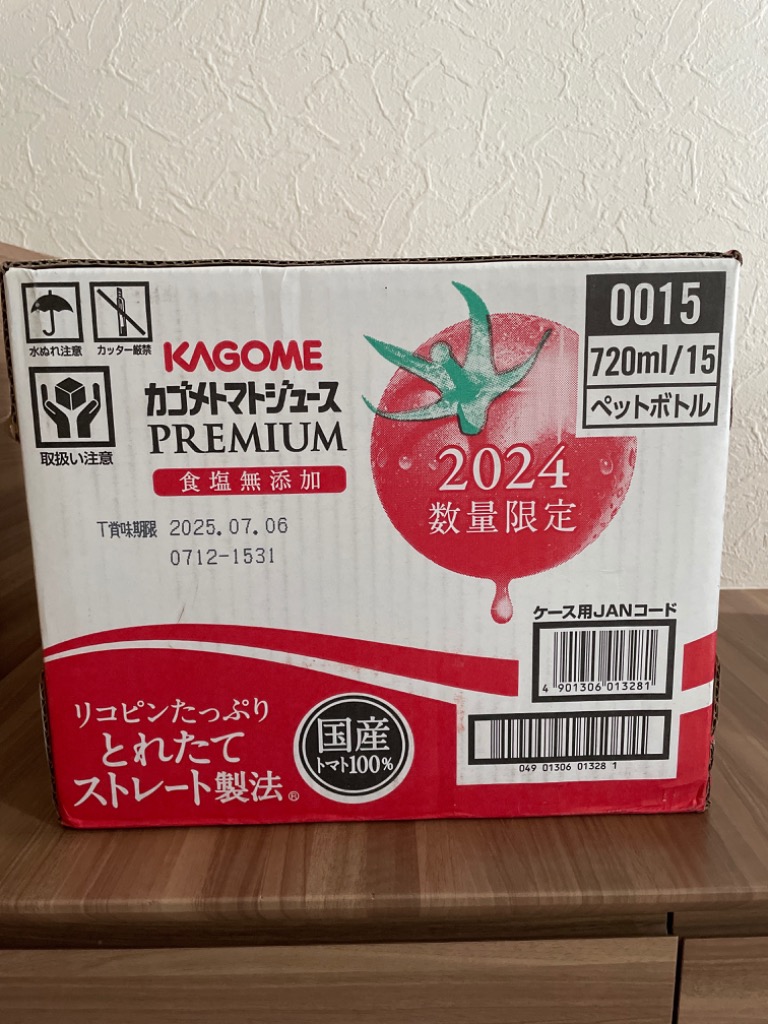 水ぬれ注意
カッター厳禁
取扱い注意
KAGOME
カゴメトマトジュース
PREMIUM
食塩無添加
T賞味期限 2025.07.06
0712-1531
2024
数量限定
0015
720ml/15
ペットボトル
ケース用JANコード
4 901306 013281
049 01306 01328 1
リコピンたっぷり
とれたて
ストレート製法®
国産
トマト100%